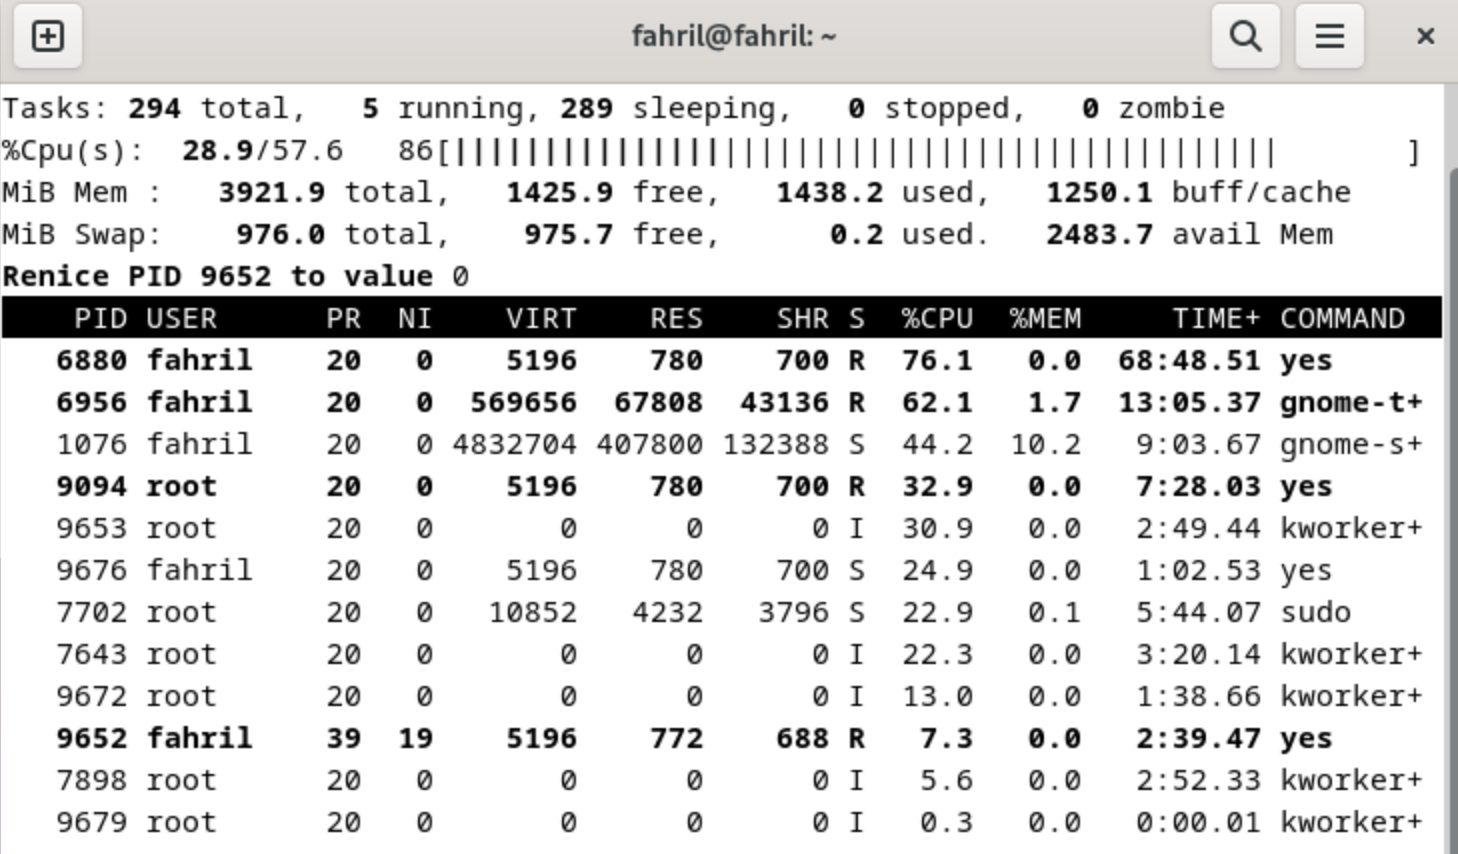 fahril@fahril: ~
Tasks: 294 total,   5 running, 289 sleeping,   0 stopped,   0 zombie
%Cpu(s):  28.9/57.6   86[||||||||||||||||||||||||||||||||||||||||||||||        ]
MiB Mem :   3921.9 total,   1425.9 free,   1438.2 used,   1250.1 buff/cache
MiB Swap:    976.0 total,    975.7 free,      0.2 used.   2483.7 avail Mem
Renice PID 9652 to value 0
    PID USER      PR  NI    VIRT    RES    SHR S  %CPU  %MEM     TIME+ COMMAND
   6880 fahril    20   0    5196    780    700 R  76.1   0.0  68:48.51 yes
   6956 fahril    20   0  569656  67808  43136 R  62.1   1.7  13:05.37 gnome-t+
   1076 fahril    20   0 4832704 407800 132388 S  44.2  10.2   9:03.67 gnome-s+
   9094 root      20   0    5196    780    700 R  32.9   0.0   7:28.03 yes
   9653 root      20   0       0      0      0 I  30.9   0.0   2:49.44 kworker+
   9676 fahril    20   0    5196    780    700 S  24.9   0.0   1:02.53 yes
   7702 root      20   0   10852   4232   3796 S  22.9   0.1   5:44.07 sudo
   7643 root      20   0       0      0      0 I  22.3   0.0   3:20.14 kworker+
   9672 root      20   0       0      0      0 I  13.0   0.0   1:38.66 kworker+
   9652 fahril    39  19    5196    772    688 R   7.3   0.0   2:39.47 yes
   7898 root      20   0       0      0      0 I   5.6   0.0   2:52.33 kworker+
   9679 root      20   0       0      0      0 I   0.3   0.0   0:00.01 kworker+